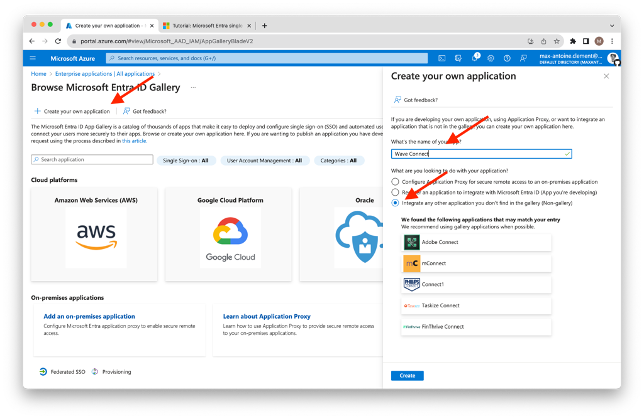 Create your own application
Tutorial: Microsoft Entra single
portal.azure.com/#view/Microsoft_AAD_IAM/AppGalleryBladeV2
Microsoft Azure
Search resources, services, and docs (G+/)
max-antoine.clement@...
DEFAULT DIRECTORY (MAXANT...
Home > Enterprise applications | All applications >
Browse Microsoft Entra ID Gallery ...
+ Create your own application
Got feedback?
The Microsoft Entra ID App Gallery is a catalog of thousands of apps that make it easy to deploy and configure single sign-on (SSO) and automated use
connect your users more securely to their apps. Browse or create your own application here. If you are wanting to publish an application you have deve
request using the process described in this article.
Search application
Single Sign-on : All
User Account Management : All
Categories : All
Cloud platforms
Amazon Web Services (AWS)
aws
Google Cloud Platform
Google Cloud
Oracle
On-premises applications
Add an on-premises application
Configure Microsoft Entra application proxy to enable secure remote
access.
Learn about Application Proxy
Learn how to use Application Proxy to provide secure remote access
to your on-premises applications.
Federated SSO
Provisioning
Create your own application
Got feedback?
If you are developing your own application, using Application Proxy, or want to integrate an
application that is not in the gallery, you can create your own application here.
What's the name of your app?
Wave Connect
What are you looking to do with your application?
Configure Application Proxy for secure remote access to an on-premises application
an application to integrate with Microsoft Entra ID (App you're developing)
Integrate any other application you don't find in the gallery (Non-gallery)
We found the following applications that may match your entry
We recommend using gallery applications when possible.
Adobe Connect
mC
mConnect
Connect1
Taskize Connect
FinThrive Connect
Create